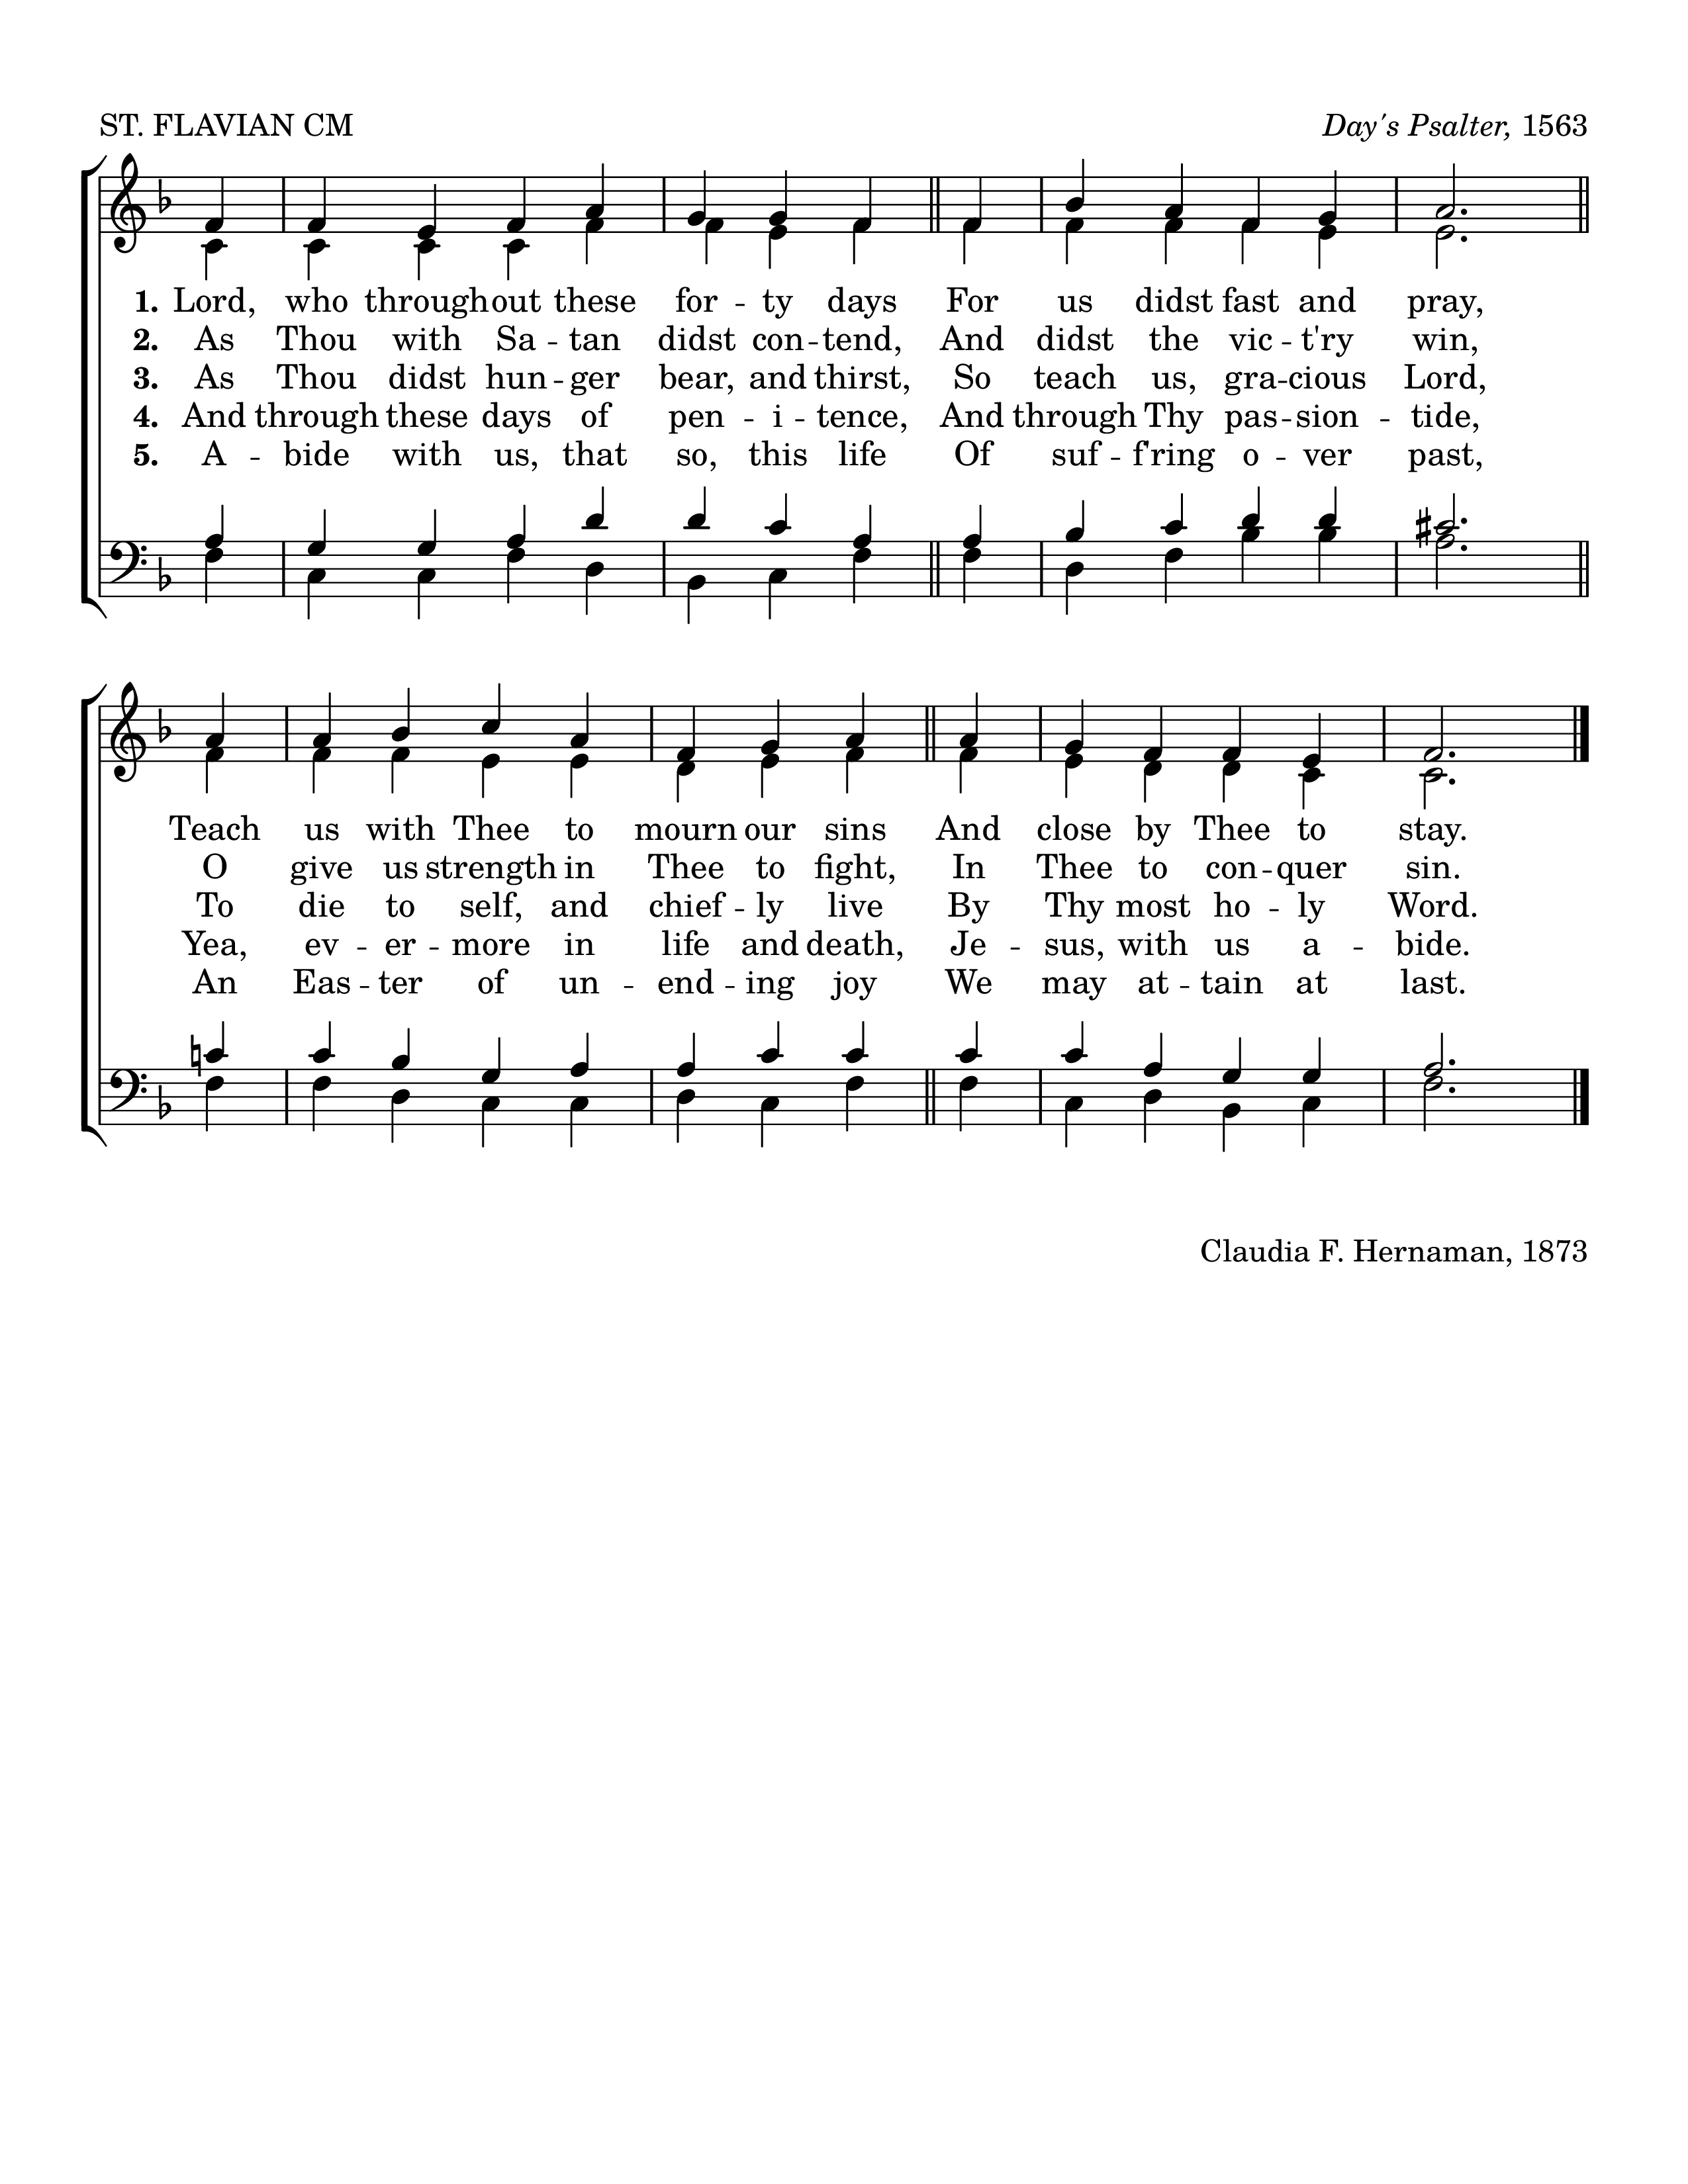 ST. FLAVIAN CM
Day's Psalter, 1563
1. Lord, who throughout these for -- ty days For us didst fast and pray,
2. As Thou with Sa -- tan didst con -- tend, And didst the vic -- t'ry win,
3. As Thou didst hun -- ger bear, and thirst, So teach us, gra -- cious Lord,
4. And through these days of pen -- i -- tence, And through Thy pas -- sion -- tide,
5. A -- bide with us, that so, this life Of suf -- f'ring o -- ver past,
Teach us with Thee to mourn our sins And close by Thee to stay.
O give us strength in Thee to fight, In Thee to con -- quer sin.
To die to self, and chief -- ly live By Thy most ho -- ly Word.
Yea, ev -- er -- more in life and death, Je -- sus, with us a -- bide.
An Eas -- ter of un -- end -- ing joy We may at -- tain at last.
Claudia F. Hernaman, 1873